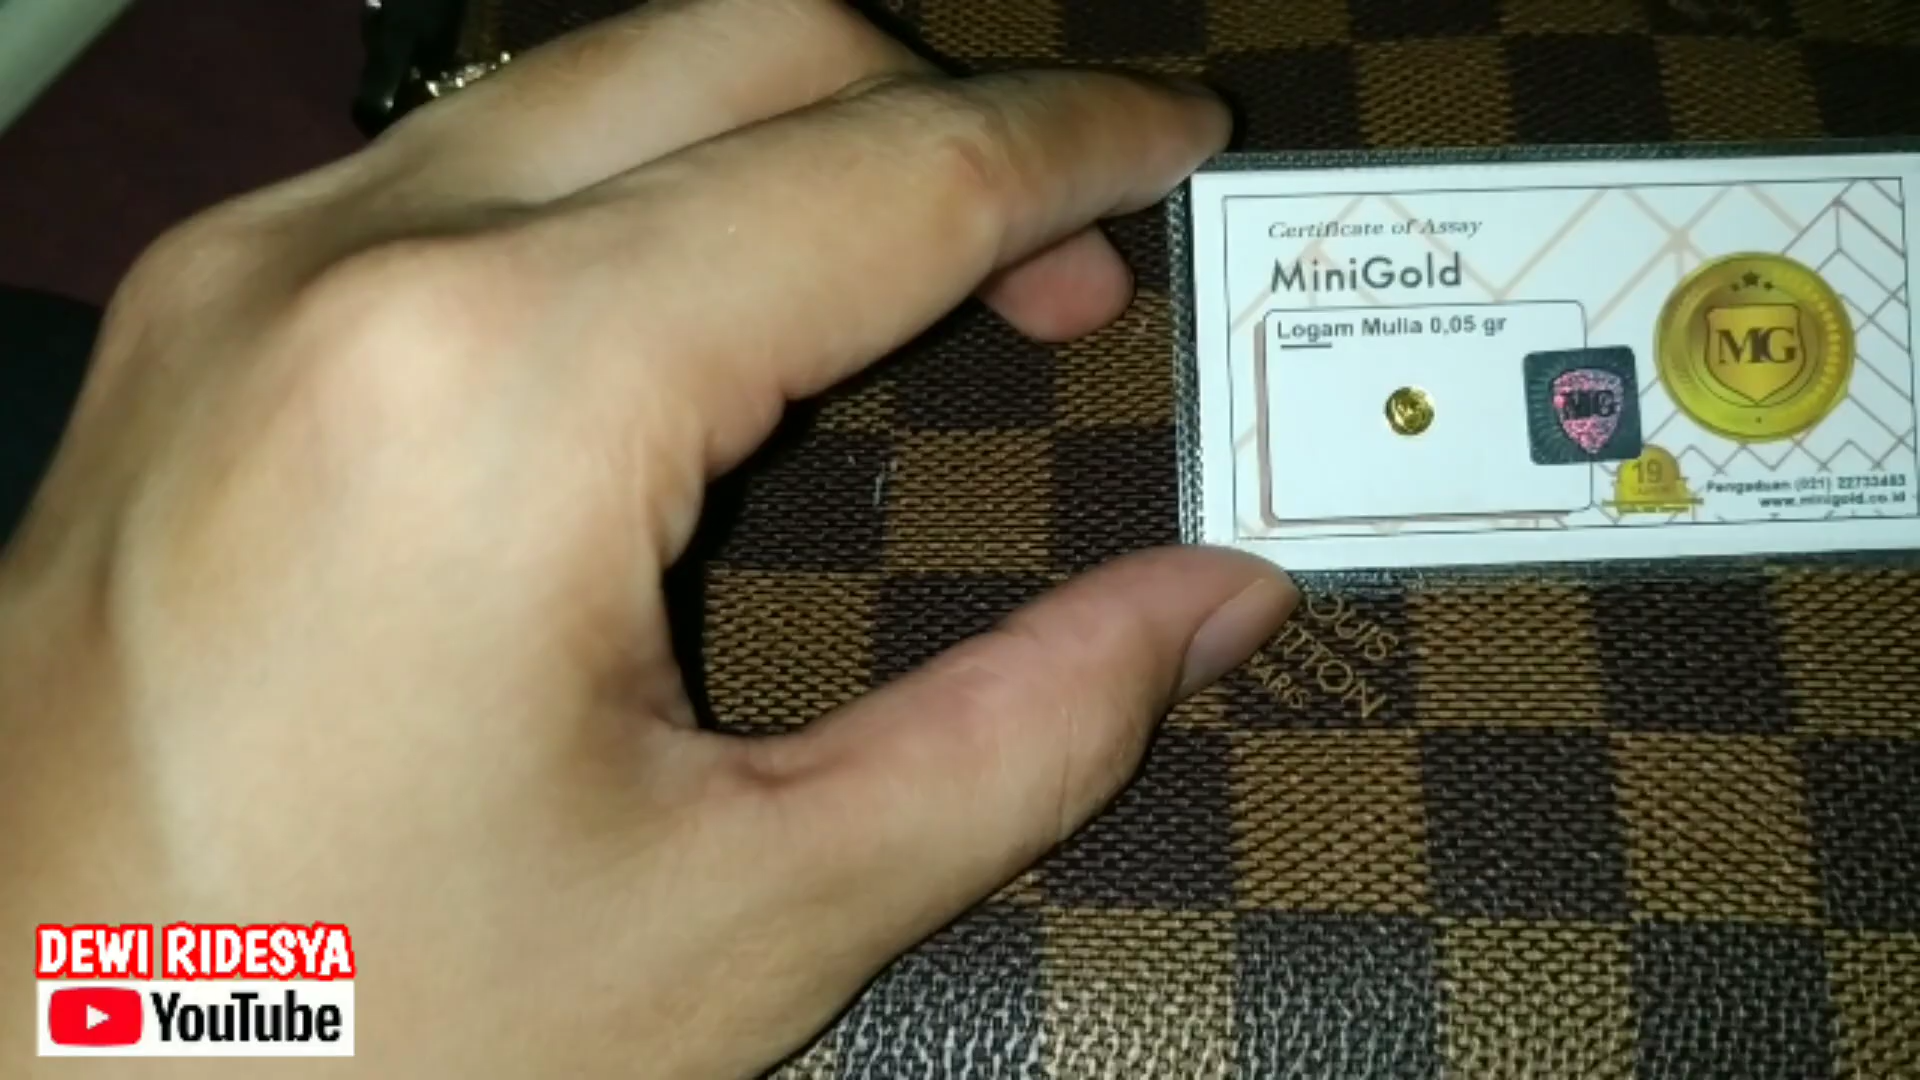 Certificate of Assay
MiniGold
Logam Mulia 0,05 gr
MG
MG
19
Pengaduan (021) 22733483
www.minigold.co.id
LOUIS
VUITTON
PARIS
DEWI RIDESYA
YouTube